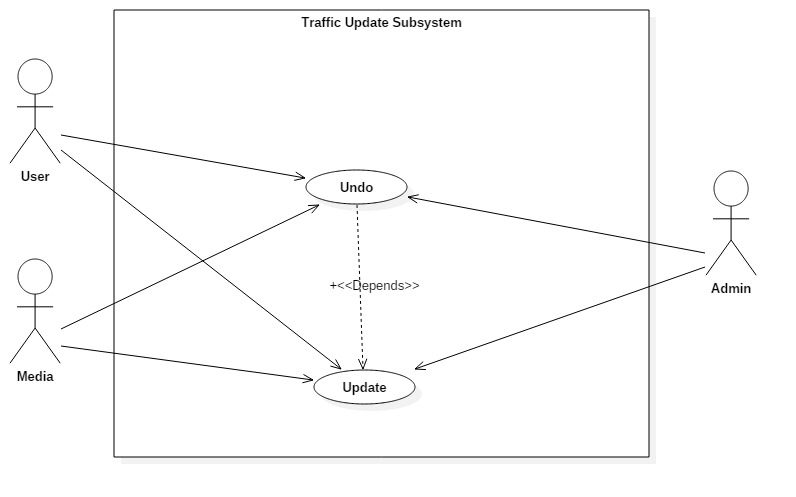 Traffic Update Subsystem
User
Undo
Admin
+<<Depends>>
Media
Update